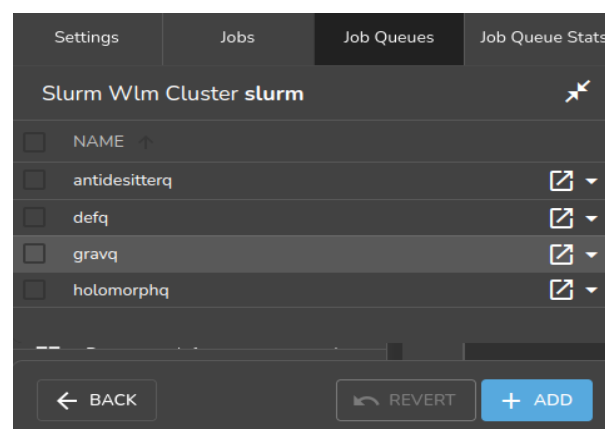 Settings Jobs Job Queues Job Queue Stats
Slurm Wlm Cluster slurm
NAME
antidesitterq
defq
gravq
holomorphq
BACK REVERT ADD